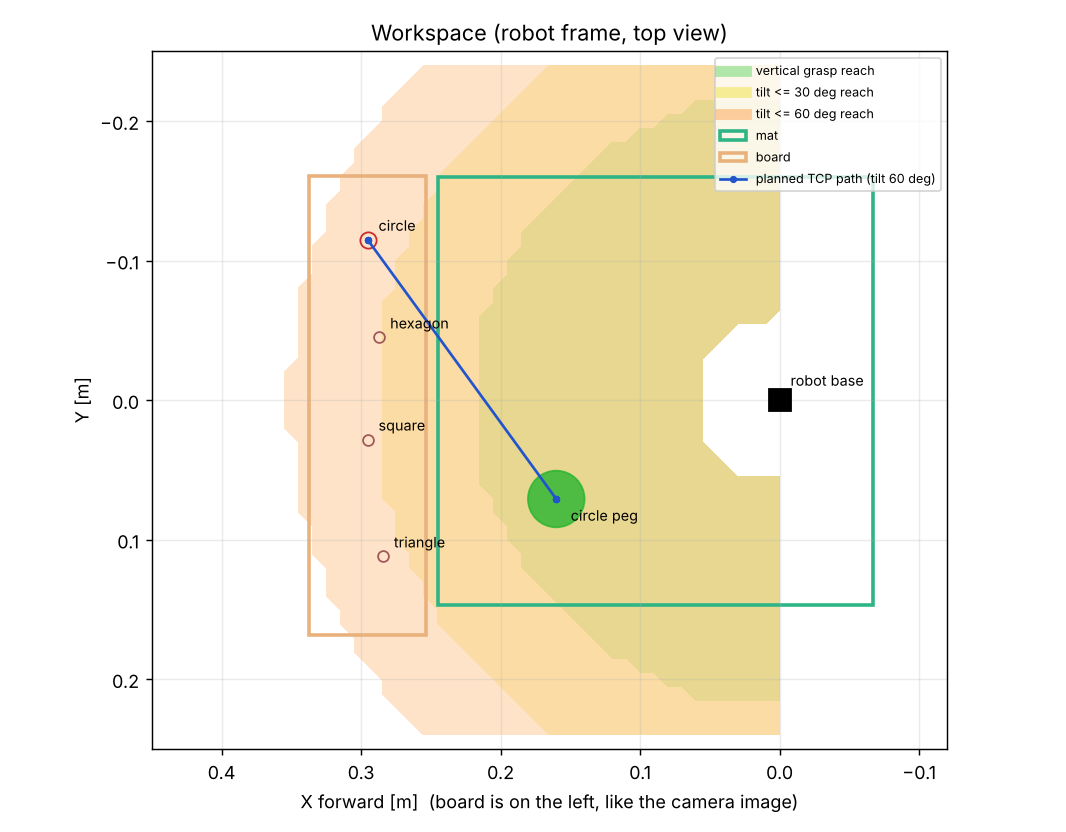 Workspace (robot frame, top view)
vertical grasp reach
tilt <= 30 deg reach
tilt <= 60 deg reach
mat
board
planned TCP path (tilt 60 deg)
−0.2
circle
−0.1
hexagon
robot base
0.0
square
circle peg
triangle
0.1
0.2
Y [m]
0.4 0.3 0.2 0.1 0.0 −0.1
X forward [m]  (board is on the left, like the camera image)